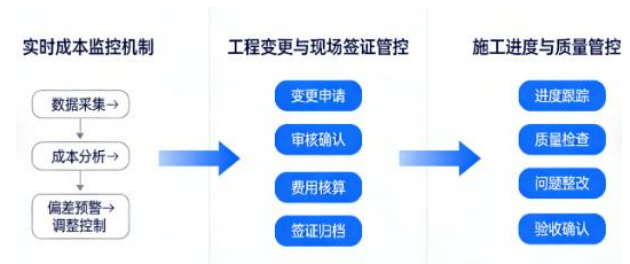 实时成本监控机制
数据采集→
成本分析→
偏差预警→
调整控制
工程变更与现场签证管控
变更申请
审核确认
费用核算
签证归档
施工进度与质量管控
进度跟踪
质量检查
问题整改
验收确认